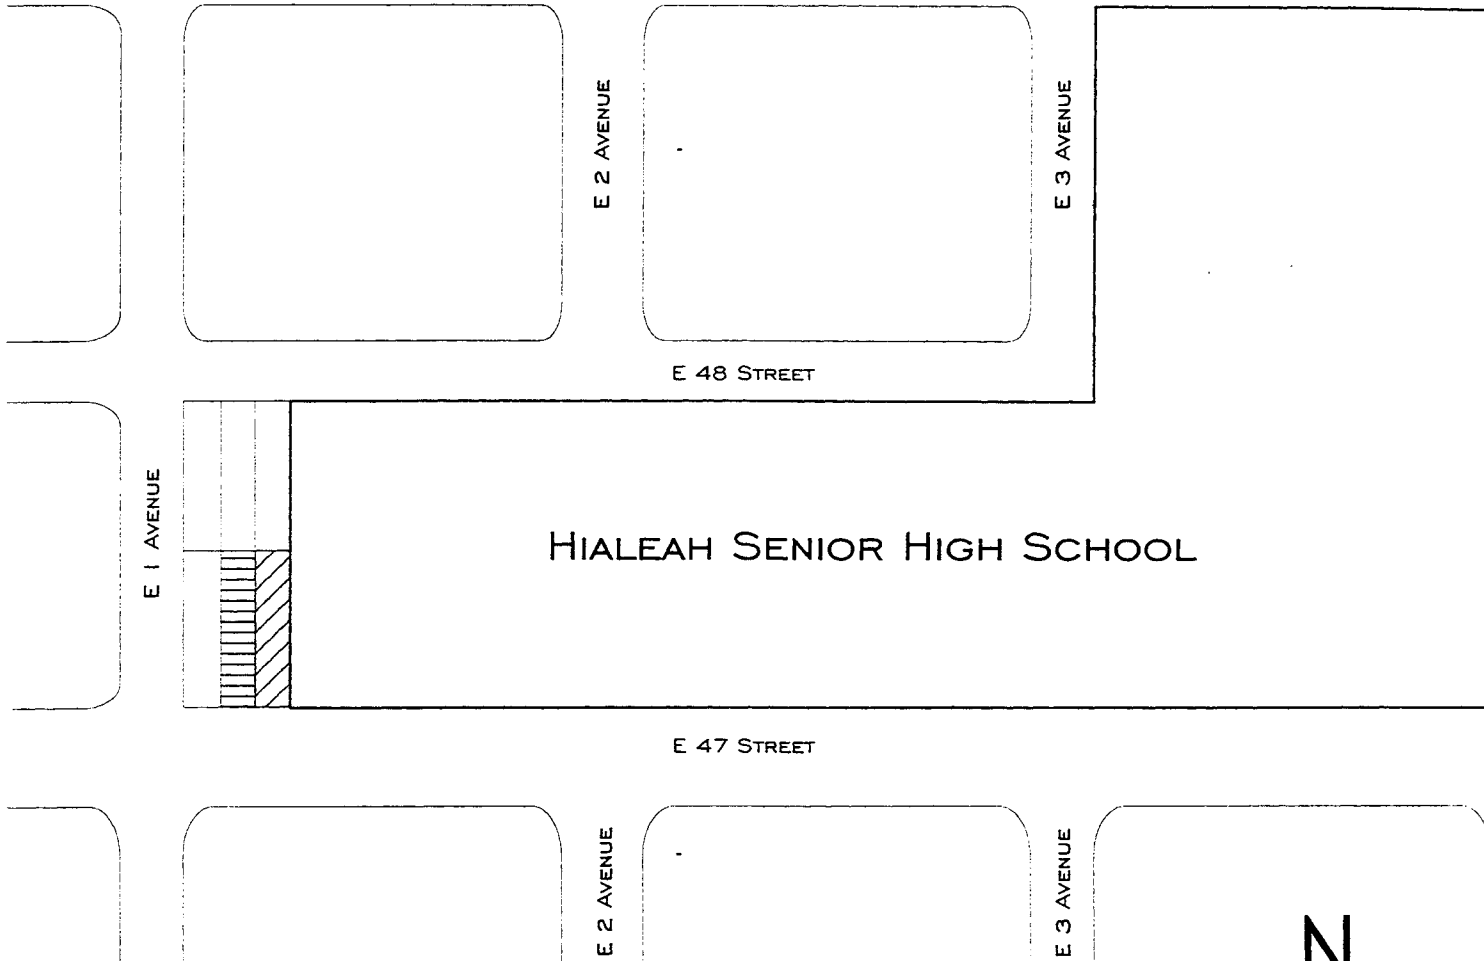 E 2 AVENUE
E 3 AVENUE
E 48 STREET
E 1 AVENUE
HIALEAH SENIOR HIGH SCHOOL
E 47 STREET
E 2 AVENUE
E 3 AVENUE
N